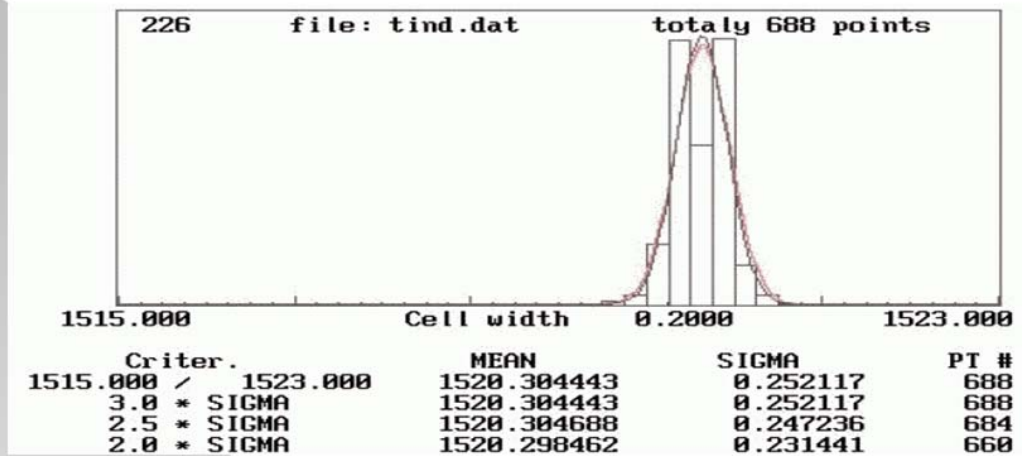 226 file: tind.dat totaly 688 points
1515.000 Cell width 0.2000 1523.000
Criter. MEAN SIGMA PT #
1515.000 / 1523.000 1520.304443 0.252117 688
3.0 * SIGMA 1520.304443 0.252117 688
2.5 * SIGMA 1520.304688 0.247236 684
2.0 * SIGMA 1520.298462 0.231441 660